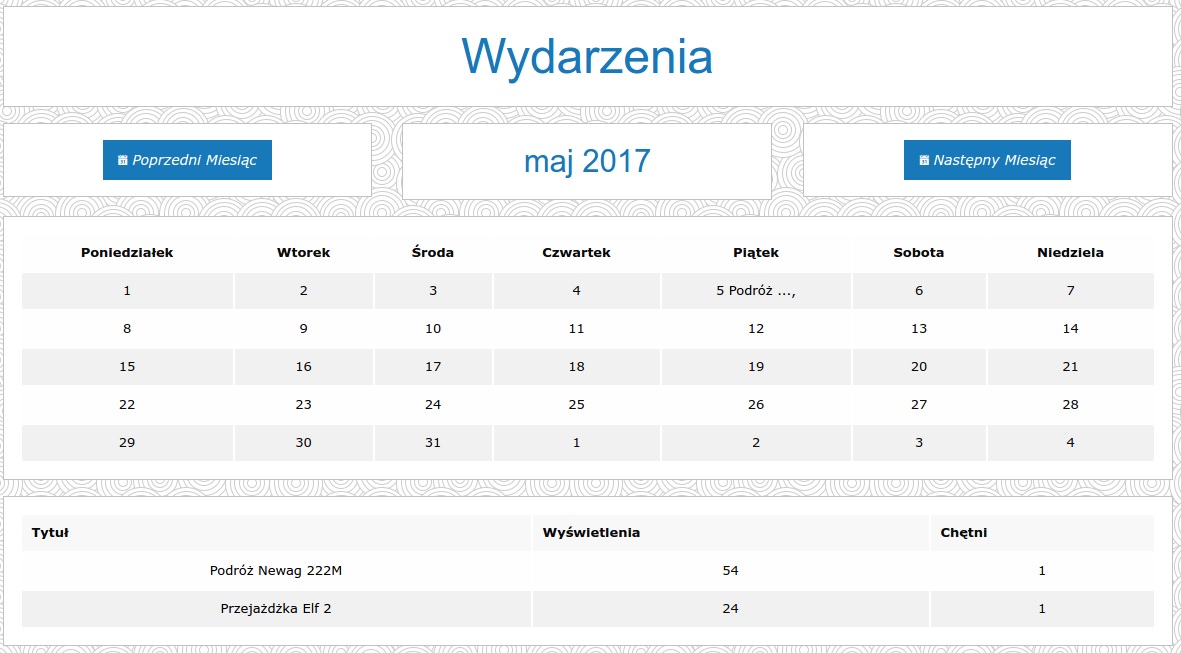 Wydarzenia
Poprzedni Miesiąc
maj 2017
Następny Miesiąc
Poniedziałek Wtorek Środa Czwartek Piątek Sobota Niedziela
1 2 3 4 5 Podróż ..., 6 7
8 9 10 11 12 13 14
15 16 17 18 19 20 21
22 23 24 25 26 27 28
29 30 31 1 2 3 4
Tytuł Wyświetlenia Chętni
Podróż Newag 222M 54 1
Przejażdżka Elf 2 24 1